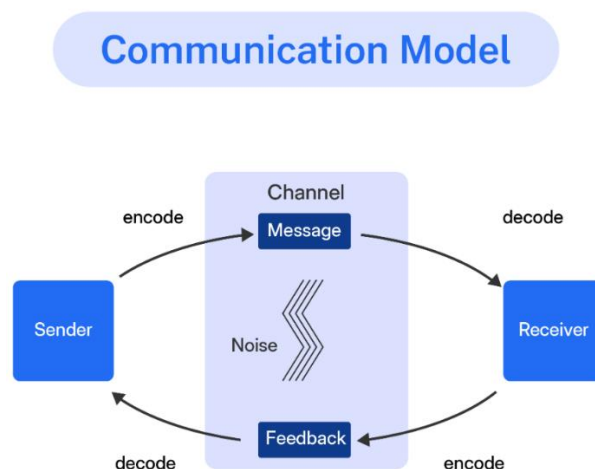 Communication Model
Channel
encode
Message
decode
Sender
Noise
Receiver
Feedback
decode
encode